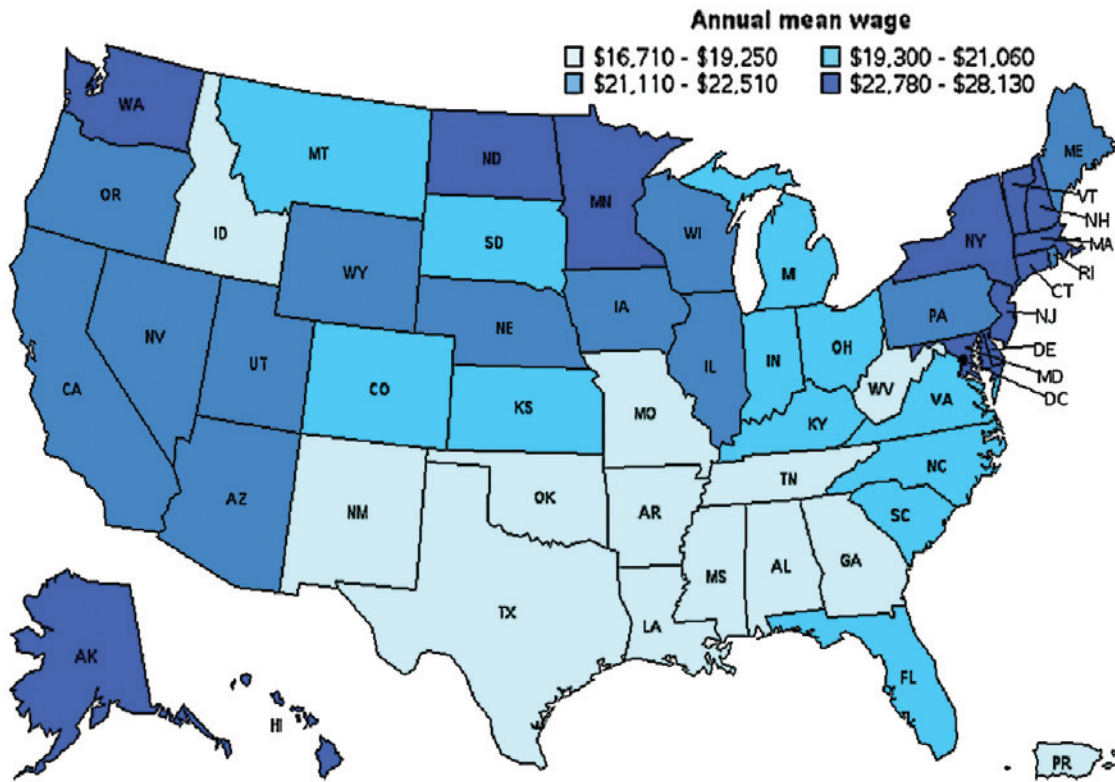 Annual mean wage
$16,710 - $19,250 $19,300 - $21,060
$21,110 - $22,510 $22,780 - $28,130
WA
MT
ND
MN
ME
OR
ID
SD
WI
MI
NY
VT
NH
MA
RI
CT
WY
NE
IA
PA
NJ
NV
UT
CO
KS
IL
IN
OH
DE
MD
DC
CA
MO
WV
VA
KY
AZ
NM
OK
AR
TN
NC
SC
TX
LA
MS
AL
GA
FL
AK
HI
PR